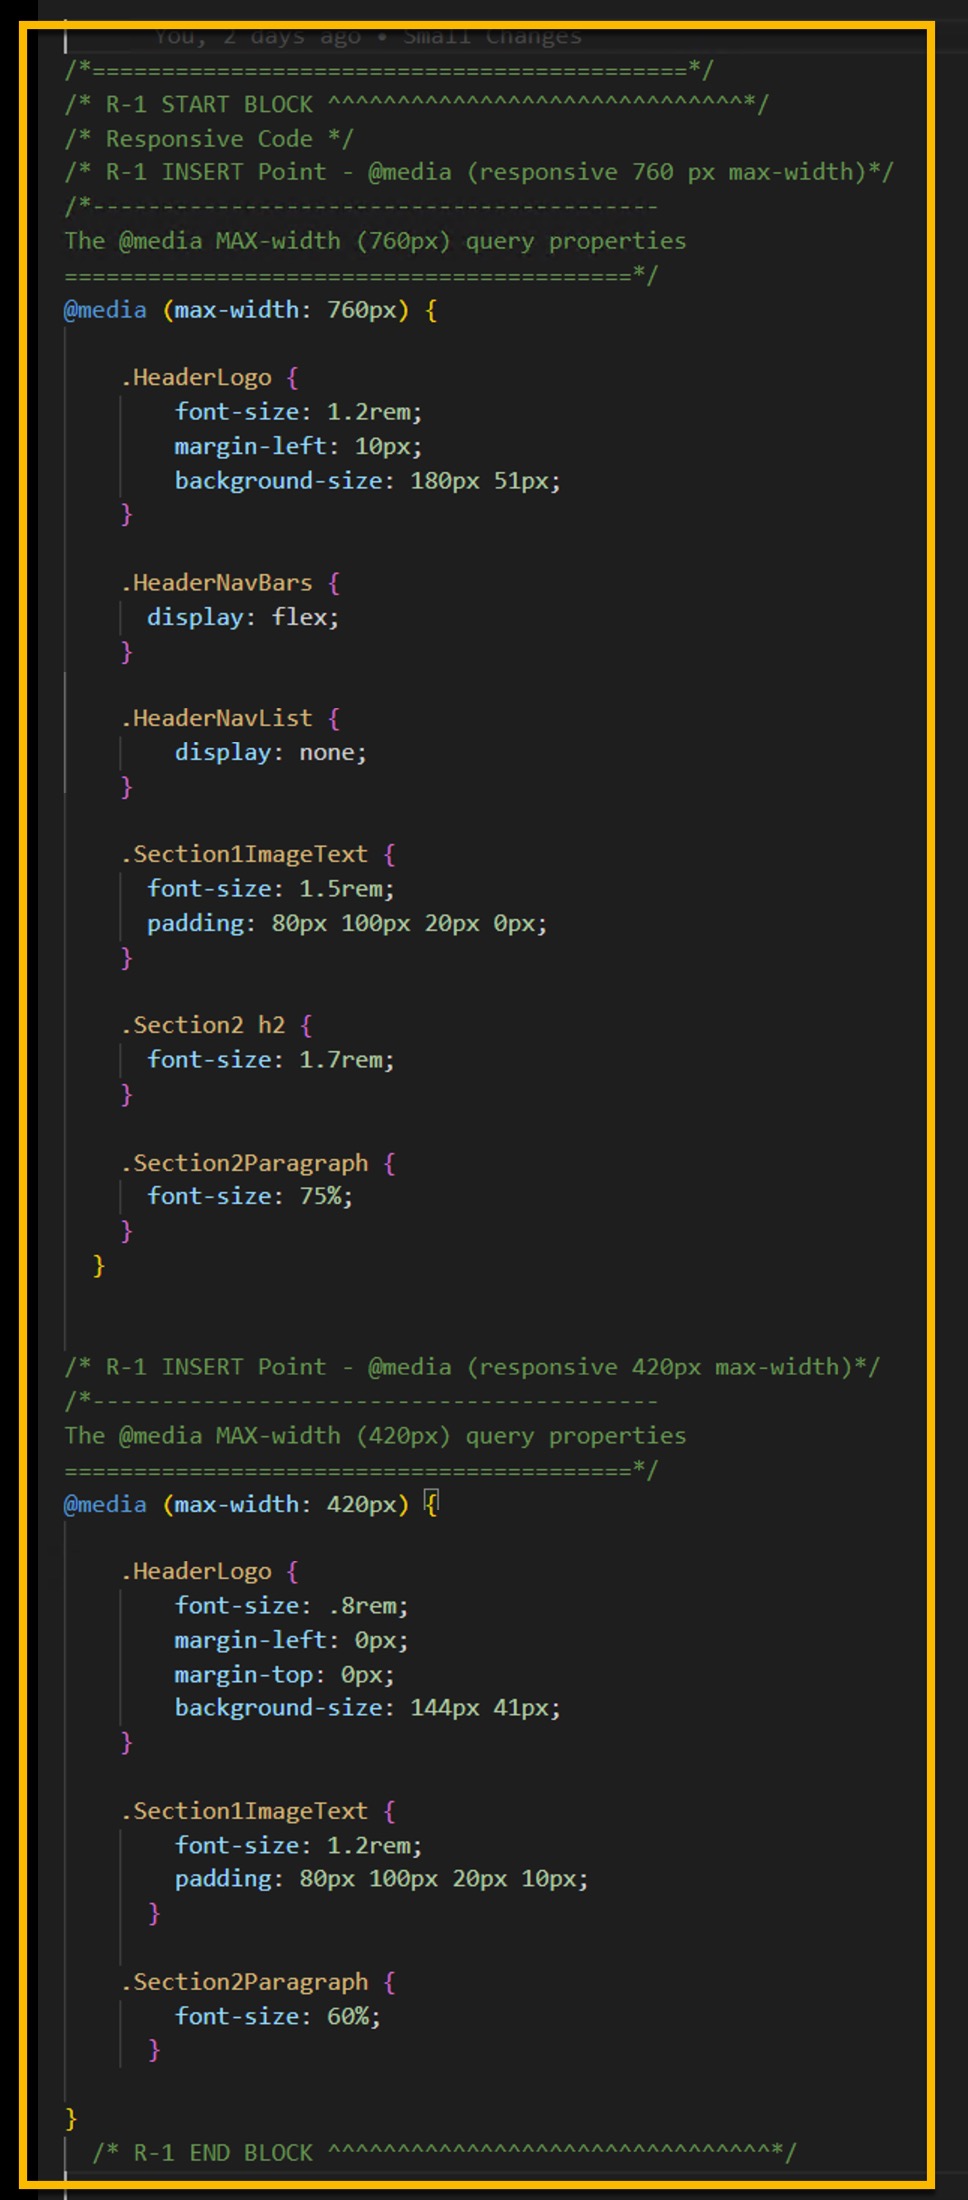 You, 2 days ago • Small Changes
/*===========================================*/
/* R-1 START BLOCK ^^^^^^^^^^^^^^^^^^^^^^^^^^^^^^*/
/* Responsive Code */
/* R-1 INSERT Point - @media (responsive 760 px max-width)*/
/*-----------------------------------------
The @media MAX-width (760px) query properties
=========================================*/
@media (max-width: 760px) {
.HeaderLogo {
font-size: 1.2rem;
margin-left: 10px;
background-size: 180px 51px;
}
.HeaderNavBars {
display: flex;
}
.HeaderNavList {
display: none;
}
.Section1ImageText {
font-size: 1.5rem;
padding: 80px 100px 20px 0px;
}
.Section2 h2 {
font-size: 1.7rem;
}
.Section2Paragraph {
font-size: 75%;
}
}
/* R-1 INSERT Point - @media (responsive 420px max-width)*/
/*-----------------------------------------
The @media MAX-width (420px) query properties
=========================================*/
@media (max-width: 420px) {
.HeaderLogo {
font-size: .8rem;
margin-left: 0px;
margin-top: 0px;
background-size: 144px 41px;
}
.Section1ImageText {
font-size: 1.2rem;
padding: 80px 100px 20px 10px;
}
.Section2Paragraph {
font-size: 60%;
}
}
/* R-1 END BLOCK ^^^^^^^^^^^^^^^^^^^^^^^^^^^^^^^^*/